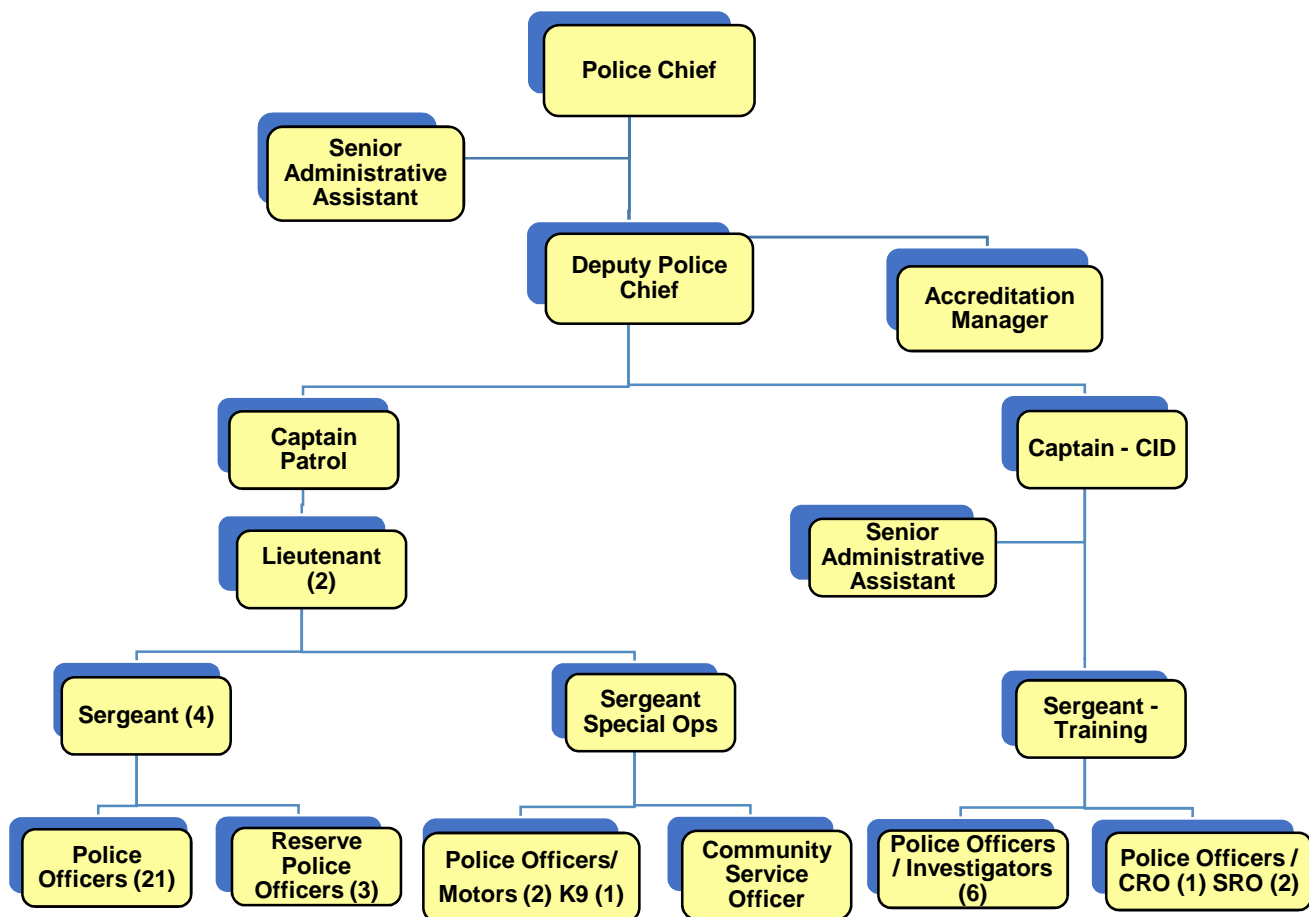 Police Chief
Senior
Administrative
Assistant
Deputy Police
Chief
Accreditation
Manager
Captain
Patrol
Captain - CID
Lieutenant
(2)
Senior
Administrative
Assistant
Sergeant (4)
Sergeant
Special Ops
Sergeant -
Training
Police
Officers (21)
Reserve
Police
Officers (3)
Police Officers/
Motors (2) K9 (1)
Community
Service
Officer
Police Officers
/ Investigators
(6)
Police Officers /
CRO (1) SRO (2)